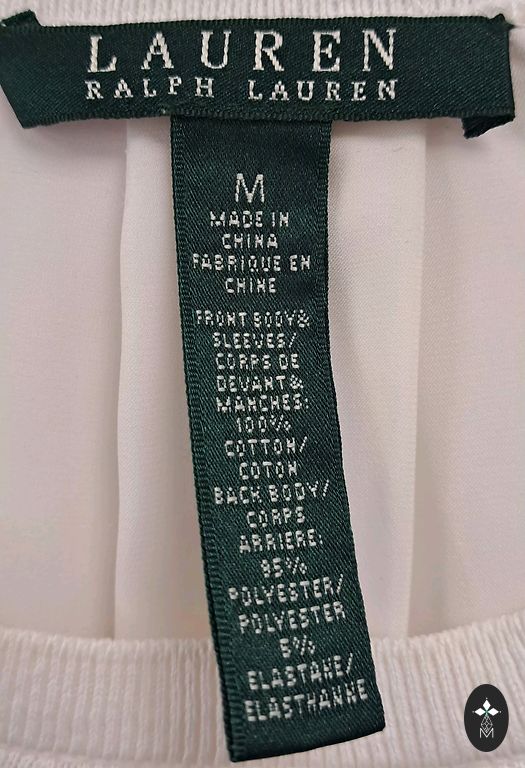 LAUREN
RALPH LAUREN
M
MADE IN
CHINA
FABRIQUE EN
CHINE
FRONT BODY&
SLEEVES/
CORPS DE
DEVANT&
MANCHES:
100%
COTTON/
COTON
BACK BODY/
CORPS
ARRIERE:
95%
POLYESTER/
POLYESTER
5%
ELASTANE/
ELASTHANNE
M